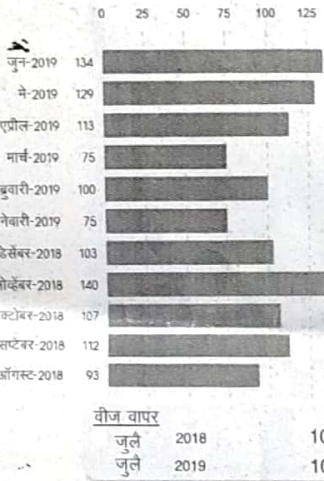 0 25 50 75 100 125
जुन-2019 134
मे-2019 129
एप्रील-2019 113
मार्च-2019 75
ब्रुवारी-2019 100
नेवारी-2019 75
डिसेंबर-2018 103
ोव्हेंबर-2018 140
क्टोबर-2018 107
सप्टेंबर-2018 112
ऑगस्ट-2018 93
वीज वापर
जुलै 2018 10
जुलै 2019 10